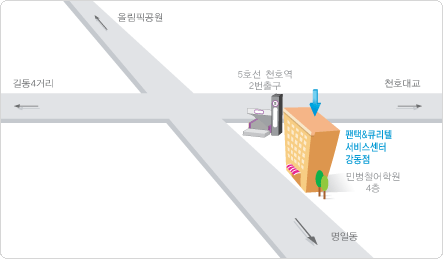 올림픽공원
5호선 천호역
2번출구
길동4거리
천호대교
팬택&큐리텔
서비스센터
강동점
민병철어학원
4층
명일동